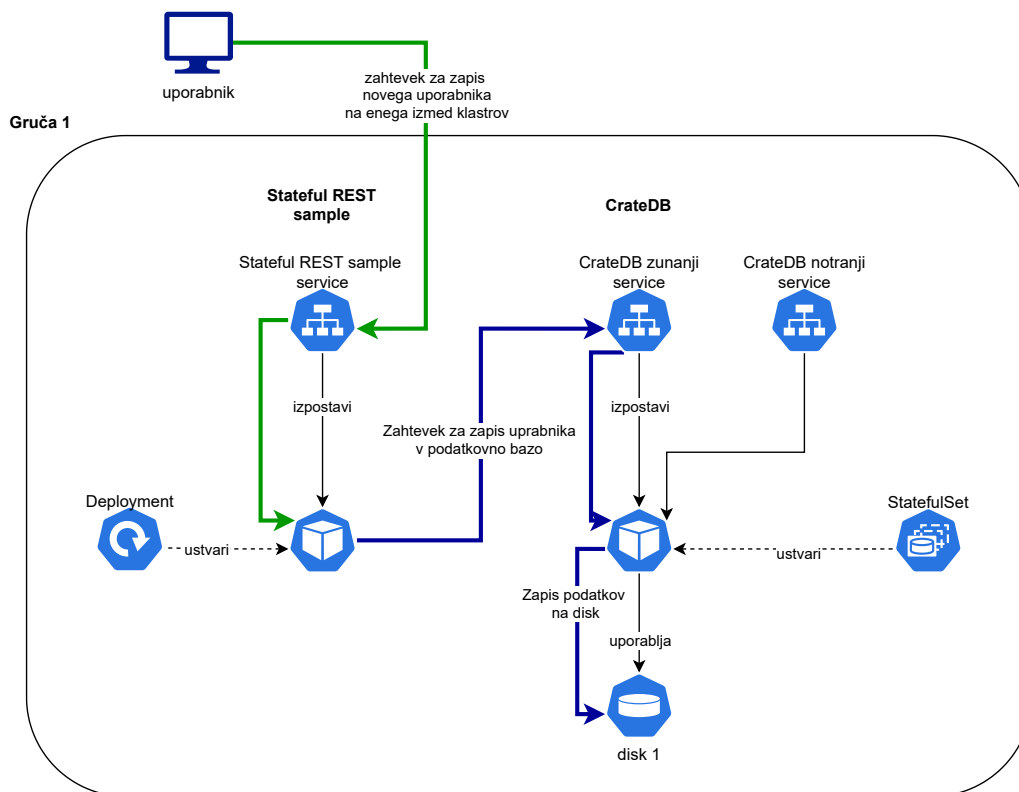 uporabnik
zahtevek za zapis
novega uporabnika
na enega izmed klastrov
Gruča 1
Stateful REST
sample
CrateDB
Stateful REST sample
service
CrateDB zunanji
service
CrateDB notranji
service
izpostavi
izpostavi
Zahtevek za zapis uprabnika
v podatkovno bazo
Deployment
StatefulSet
ustvari
ustvari
Zapis podatkov
na disk
uporablja
disk 1